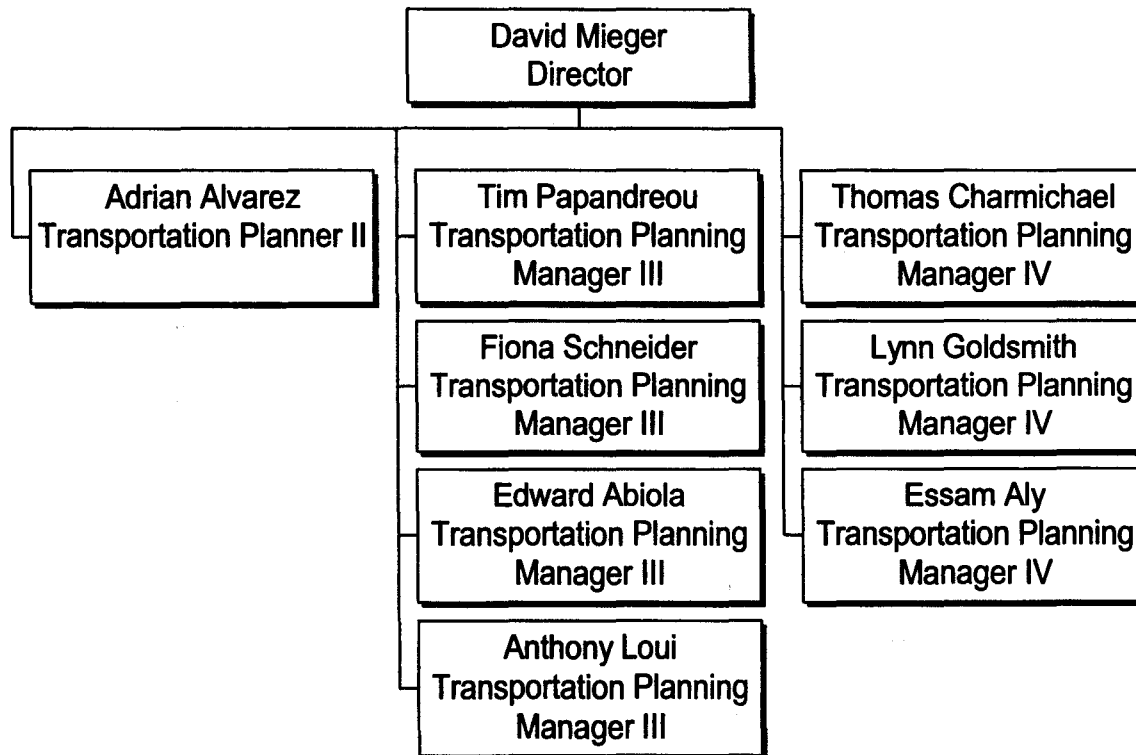 David Mieger
Director
Adrian Alvarez
Transportation Planner II
Tim Papandreou
Transportation Planning
Manager III
Thomas Charmichael
Transportation Planning
Manager IV
Fiona Schneider
Transportation Planning
Manager III
Lynn Goldsmith
Transportation Planning
Manager IV
Edward Abiola
Transportation Planning
Manager III
Essam Aly
Transportation Planning
Manager IV
Anthony Loui
Transportation Planning
Manager III